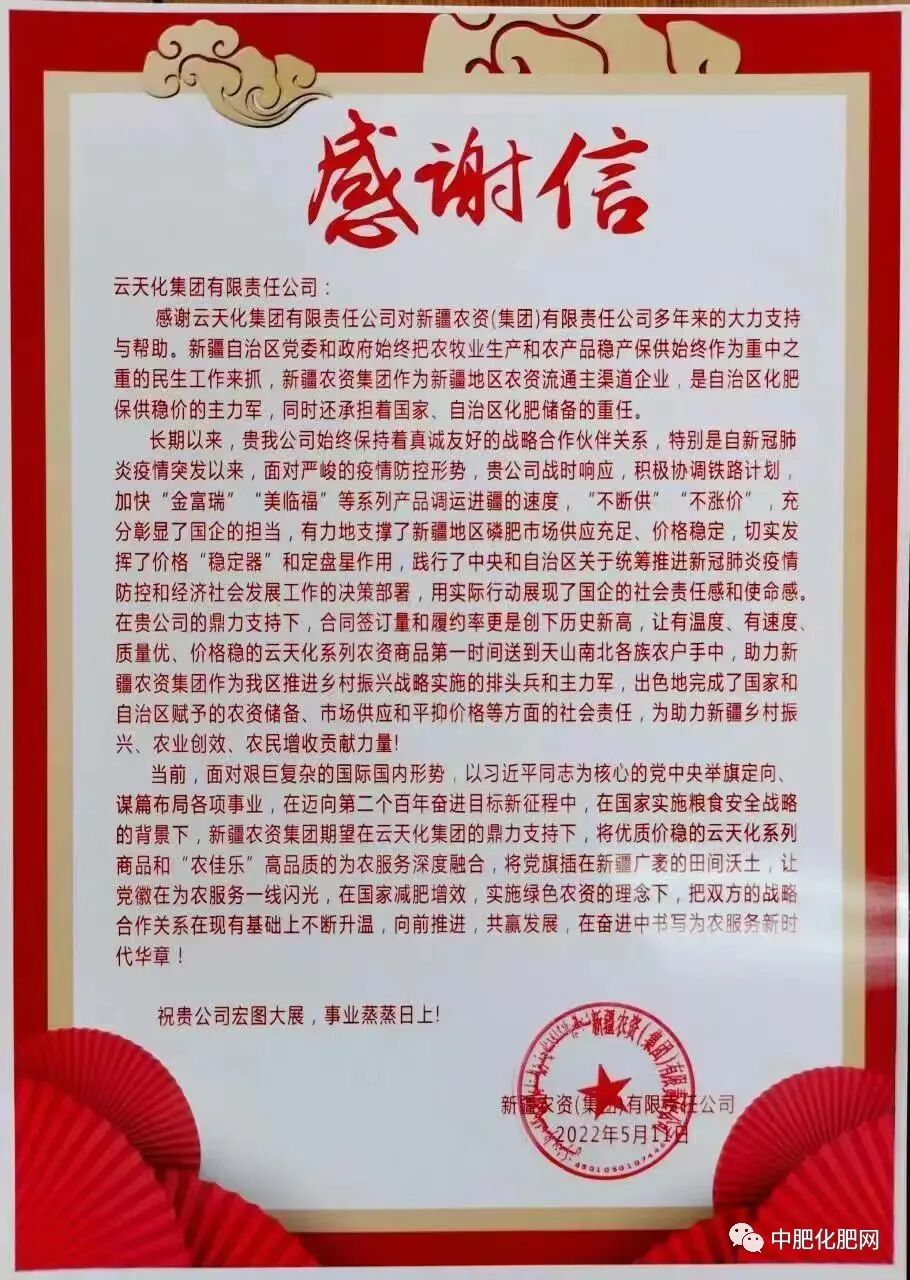 感谢信
云天化集团有限责任公司：
感谢云天化集团有限责任公司对新疆农资(集团)有限责任公司多年来的大力支持
与帮助。新疆自治区党委和政府始终把农牧业生产和农产品稳产保供始终作为重中之
重的民生工作来抓，新疆农资集团作为新疆地区农资流通主渠道企业，是自治区化肥
保供稳价的主力军，同时还承担着国家、自治区化肥储备的重任。
长期以来，贵我公司始终保持着真诚友好的战略合作伙伴关系，特别是自新冠肺
炎疫情突发以来，面对严峻的疫情防控形势，贵公司战时响应，积极协调铁路计划，
加快“金富瑞”“美临福”等系列产品调运进疆的速度，“不断供”“不涨价”，充
分彰显了国企的担当，有力地支撑了新疆地区磷肥市场供应充足、价格稳定，切实发
挥了价格“稳定器”和定盘星作用，践行了中央和自治区关于统筹推进新冠肺炎疫情
防控和经济社会发展工作的决策部署，用实际行动展现了国企的社会责任感和使命感。
在贵公司的鼎力支持下，合同签订量和履约率更是创下历史新高，让有温度、有速度、
质量优、价格稳的云天化系列农资商品第一时间送到天山南北各族农户手中，助力新
疆农资集团作为我区推进乡村振兴战略实施的排头兵和主力军，出色地完成了国家和
自治区赋予的农资储备、市场供应和平抑价格等方面的社会责任，为助力新疆乡村振
兴、农业创效、农民增收贡献力量!
当前，面对艰巨复杂的国际国内形势，以习近平同志为核心的党中央举旗定向、
谋篇布局各项事业，在迈向第二个百年奋进目标新征程中，在国家实施粮食安全战略
的背景下，新疆农资集团期望在云天化集团的鼎力支持下，将优质价稳的云天化系列
商品和“农佳乐”高品质的为农服务深度融合，将党旗插在新疆广袤的田间沃土，让
党徽在为农服务一线闪光，在国家减肥增效，实施绿色农资的理念下，把双方的战略
合作关系在现有基础上不断升温，向前推进，共赢发展，在奋进中书写为农服务新时
代华章！
祝贵公司宏图大展，事业蒸蒸日上!
新疆农资(集团)有限责任公司
新疆农资(集团)有限责任公司
2022年5月11日
中肥化肥网